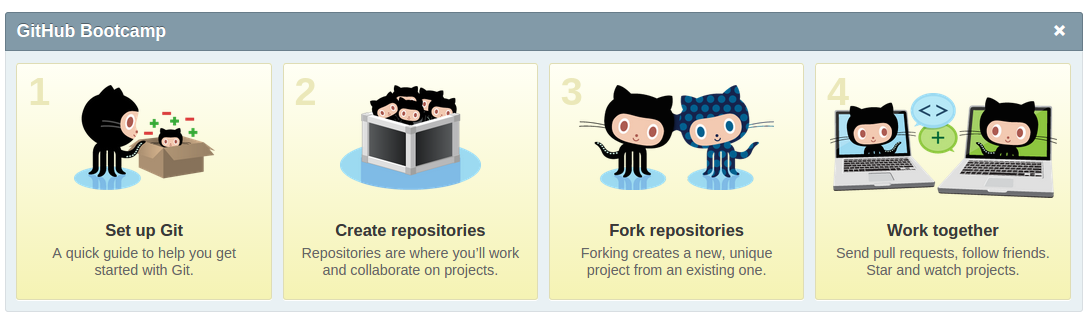 GitHub Bootcamp
1
Set up Git
A quick guide to help you get
started with Git.
2
Create repositories
Repositories are where you'll work
and collaborate on projects.
3
Fork repositories
Forking creates a new, unique
project from an existing one.
4
<>
+
Work together
Send pull requests, follow friends.
Star and watch projects.